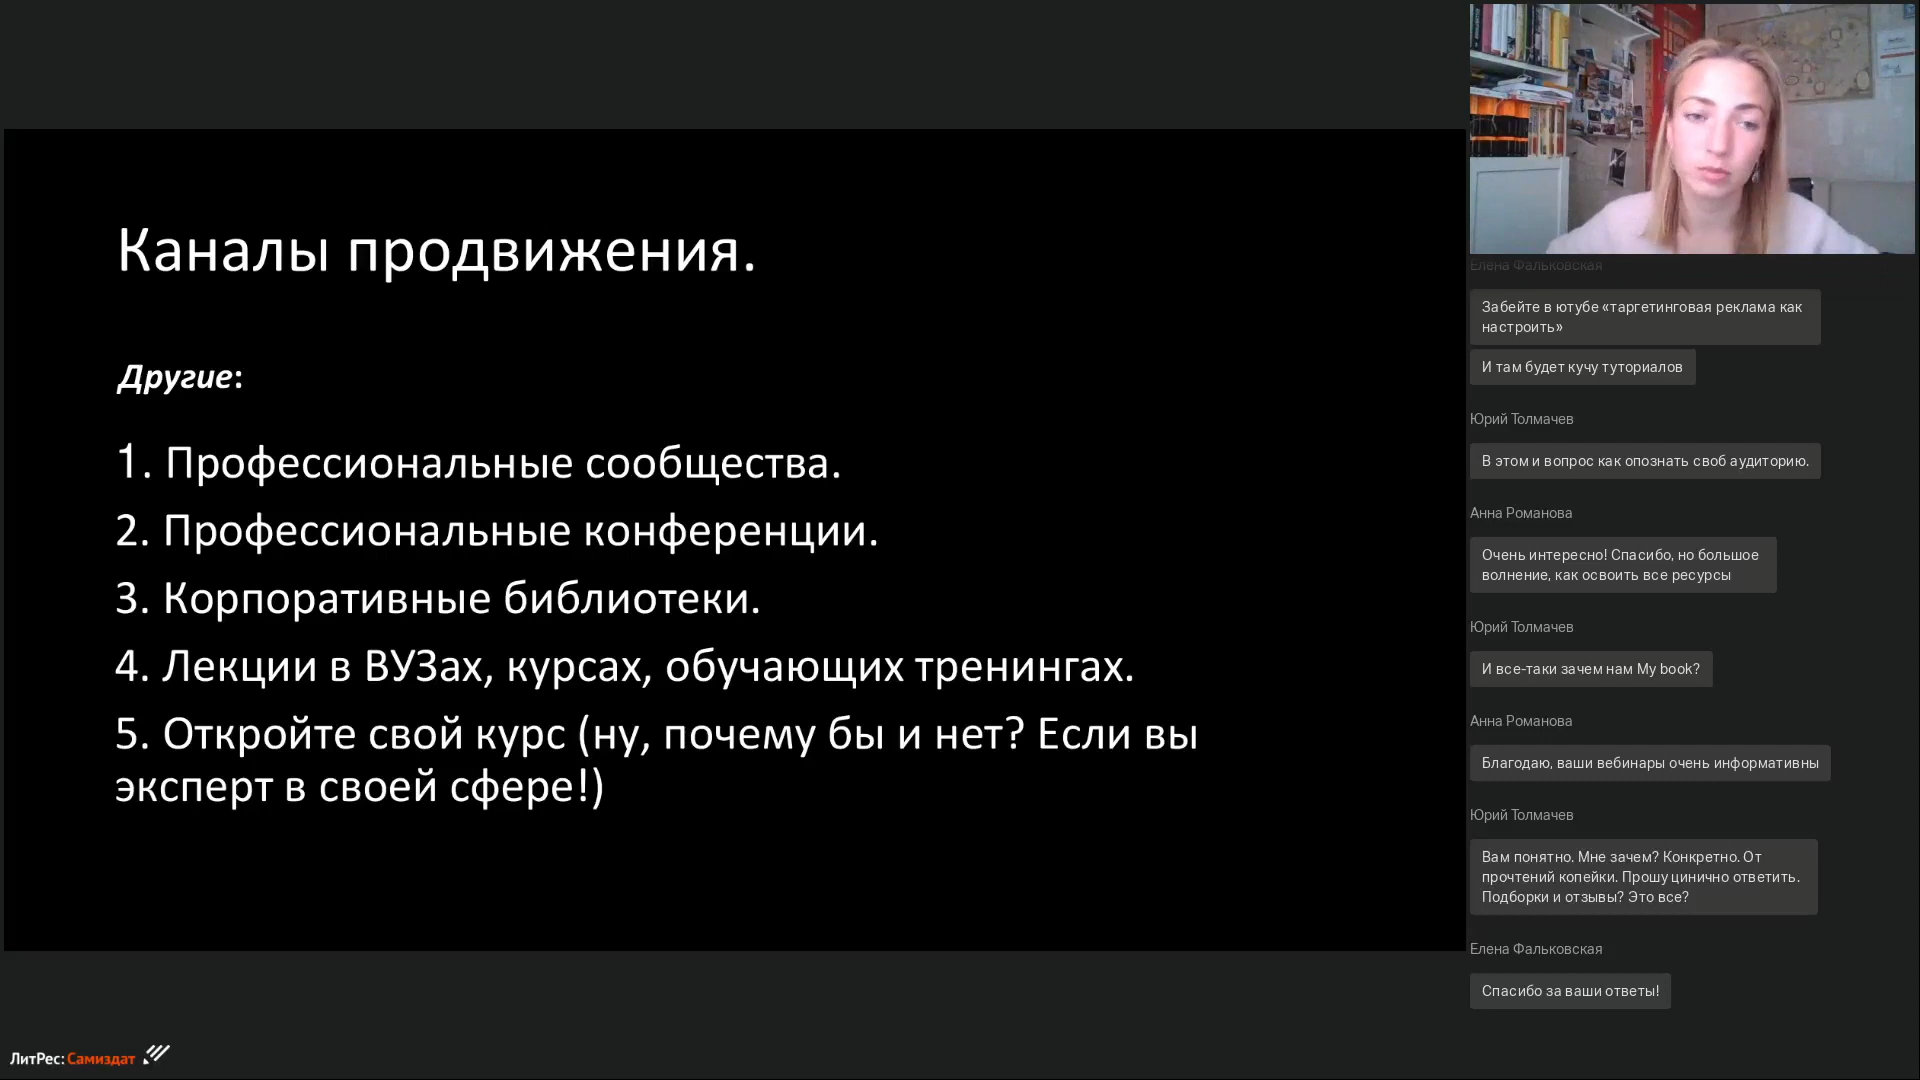 Каналы продвижения.
Другие:
1. Профессиональные сообщества.
2. Профессиональные конференции.
3. Корпоративные библиотеки.
4. Лекции в ВУЗах, курсах, обучающих тренингах.
5. Откройте свой курс (ну, почему бы и нет? Если вы
эксперт в своей сфере!)
ЛитРес: Самиздат
Елена Фальковская
Забейте в ютубе «таргетинговая реклама как
настроить»
И там будет кучу туториалов
Юрий Толмачев
В этом и вопрос как опознать своб аудиторию.
Анна Романова
Очень интересно! Спасибо, но большое
волнение, как освоить все ресурсы
Юрий Толмачев
И все-таки зачем нам My book?
Анна Романова
Благодаю, ваши вебинары очень информативны
Юрий Толмачев
Вам понятно. Мне зачем? Конкретно. От
прочтений копейки. Прошу цинично ответить.
Подборки и отзывы? Это все?
Елена Фальковская
Спасибо за ваши ответы!